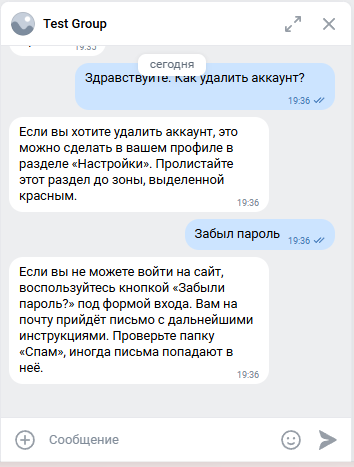 Test Group
19:35
сегодня
Здравствуйте. Как удалить аккаунт?
19:36
Если вы хотите удалить аккаунт, это
можно сделать в вашем профиле в
разделе «Настройки». Пролистайте
этот раздел до зоны, выделенной
красным.
19:36
Забыл пароль
19:36
Если вы не можете войти на сайт,
воспользуйтесь кнопкой «Забыли
пароль?» под формой входа. Вам на
почту прийдёт письмо с дальнейшими
инструкциями. Проверьте папку
«Спам», иногда письма попадают в
неё.
19:36
Сообщение